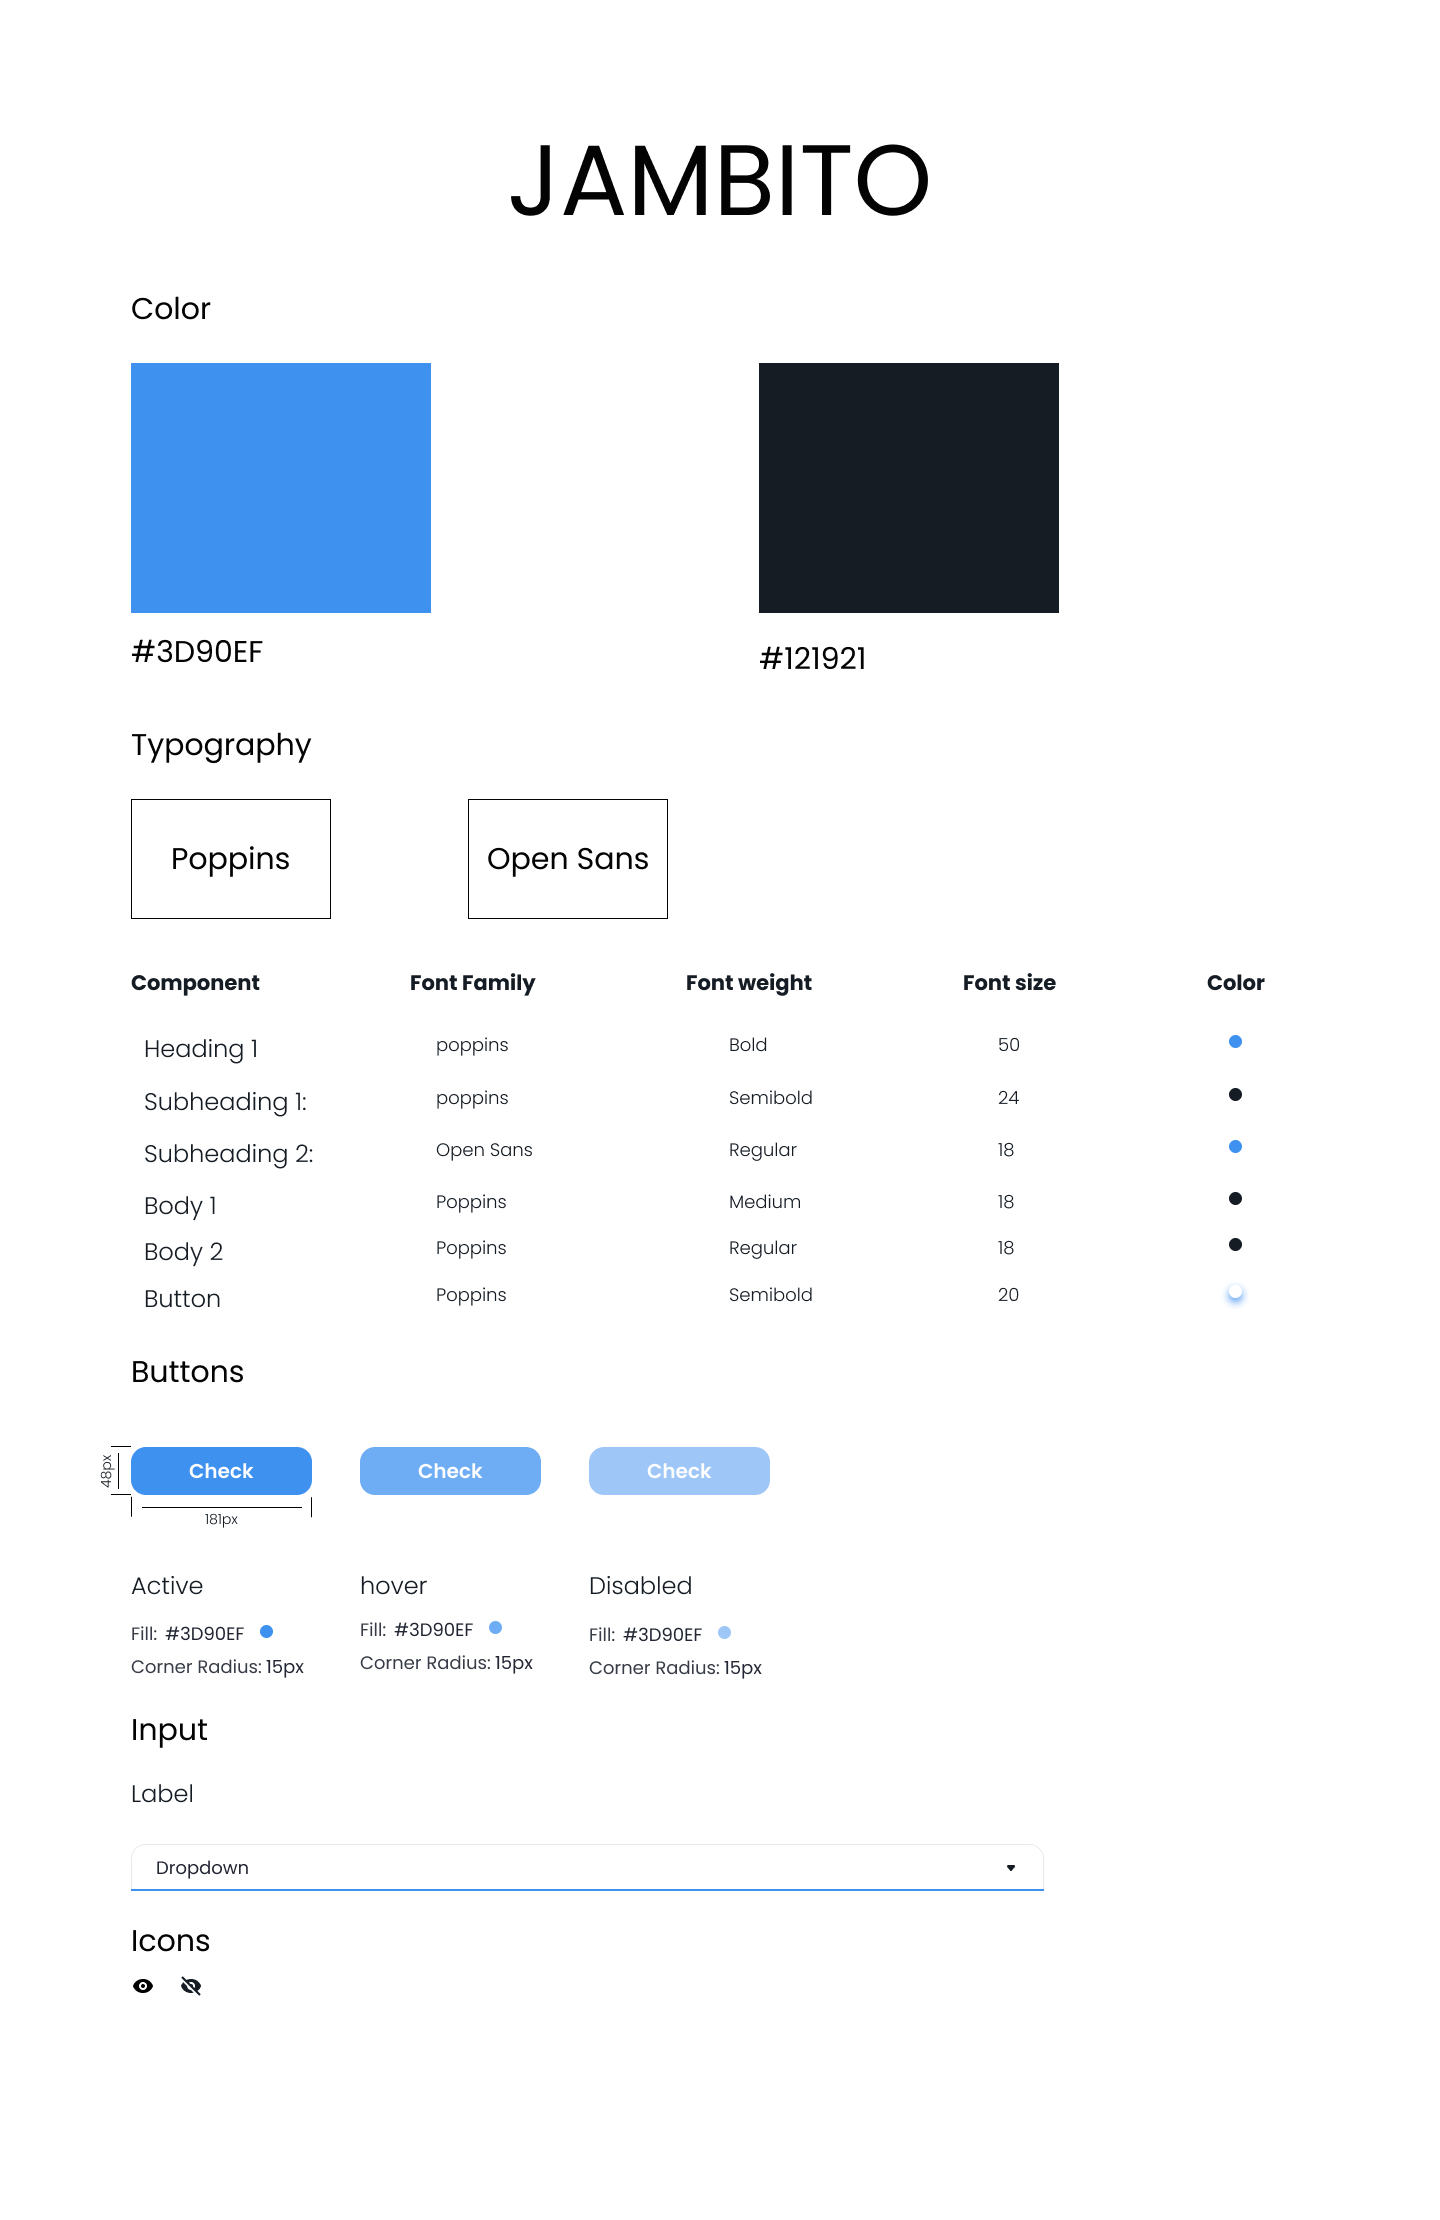 JAMBITO
Color
#3D90EF
#121921
Typography
Poppins
Open Sans
Component Font Family Font weight Font size Color
Heading 1 poppins Bold 50
Subheading 1: poppins Semibold 24
Subheading 2: Open Sans Regular 18
Body 1 Poppins Medium 18
Body 2 Poppins Regular 18
Button Poppins Semibold 20
Buttons
48px
Check
Check
Check
181px
Active
Fill: #3D90EF
Corner Radius: 15px
hover
Fill: #3D90EF
Corner Radius: 15px
Disabled
Fill: #3D90EF
Corner Radius: 15px
Input
Label
Dropdown
Icons